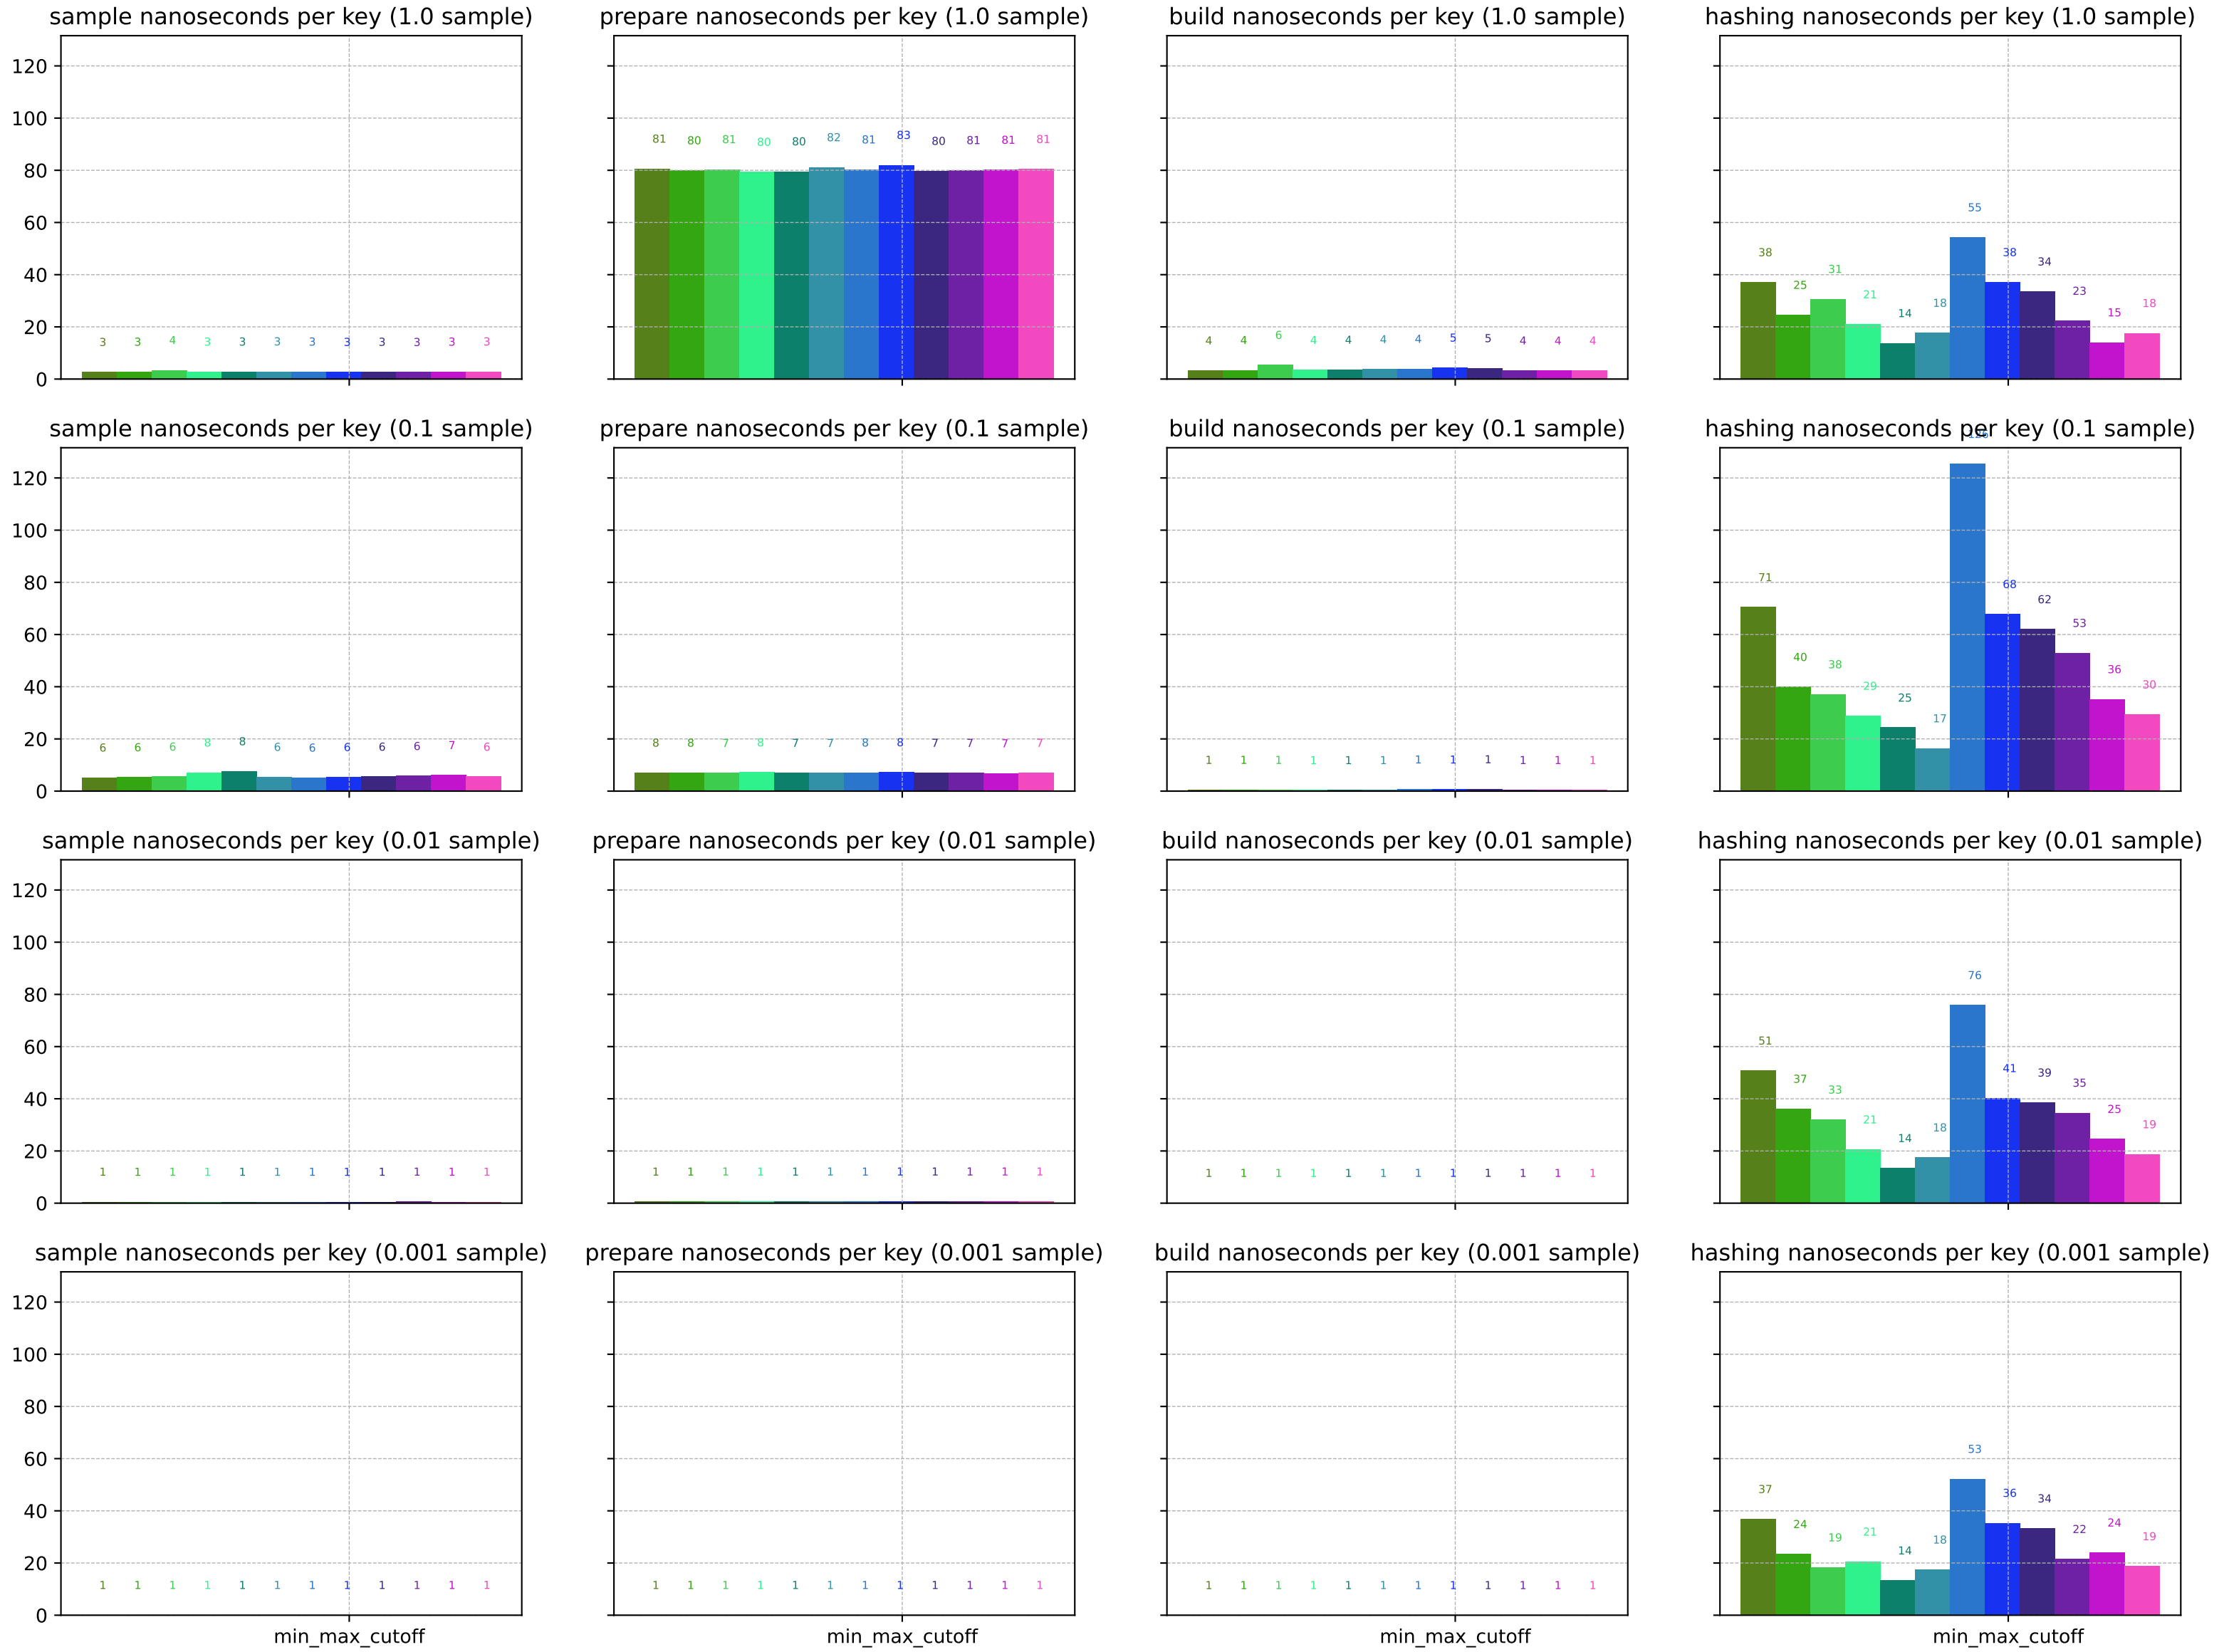 sample nanoseconds per key (1.0 sample)
prepare nanoseconds per key (1.0 sample)
build nanoseconds per key (1.0 sample)
hashing nanoseconds per key (1.0 sample)
120
100
80
60
40
20
0
3 3 4 3 3 3 3 3 3 3 3 3
81 80 81 80 80 82 81 83 80 81 81 81
4 4 6 4 4 4 4 5 5 4 4 4
38 25 31 21 14 18 55 38 34 23 15 18
sample nanoseconds per key (0.1 sample)
prepare nanoseconds per key (0.1 sample)
build nanoseconds per key (0.1 sample)
hashing nanoseconds per key (0.1 sample)
120
100
80
60
40
20
0
6 6 6 8 8 6 6 6 6 6 7 6
8 8 7 8 7 7 8 8 7 7 7 7
1 1 1 1 1 1 1 1 1 1 1 1
71 40 38 29 25 17 68 62 53 36 30
sample nanoseconds per key (0.01 sample)
prepare nanoseconds per key (0.01 sample)
build nanoseconds per key (0.01 sample)
hashing nanoseconds per key (0.01 sample)
120
100
80
60
40
20
0
1 1 1 1 1 1 1 1 1 1 1 1
1 1 1 1 1 1 1 1 1 1 1 1
1 1 1 1 1 1 1 1 1 1 1 1
51 37 33 21 14 18 76 41 39 35 25 19
sample nanoseconds per key (0.001 sample)
prepare nanoseconds per key (0.001 sample)
build nanoseconds per key (0.001 sample)
hashing nanoseconds per key (0.001 sample)
120
100
80
60
40
20
0
1 1 1 1 1 1 1 1 1 1 1 1
1 1 1 1 1 1 1 1 1 1 1 1
1 1 1 1 1 1 1 1 1 1 1 1
37 24 19 21 14 18 53 36 34 22 24 19
min_max_cutoff
min_max_cutoff
min_max_cutoff
min_max_cutoff